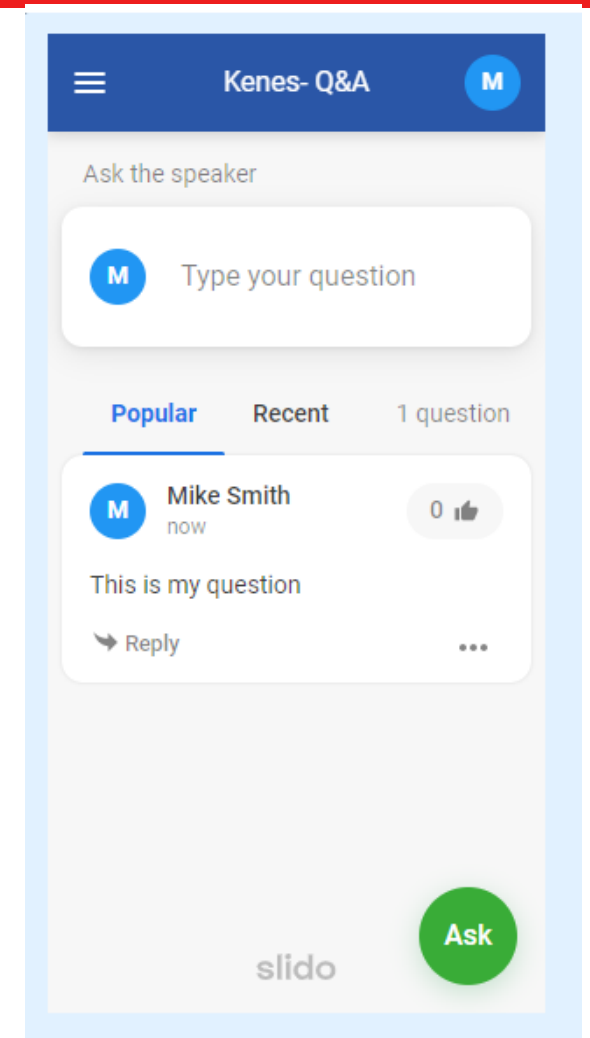 Kenes- Q&A
M
Ask the speaker
M
Type your question
Popular
Recent
1 question
M
Mike Smith
0
now
This is my question
Reply
Ask
slido